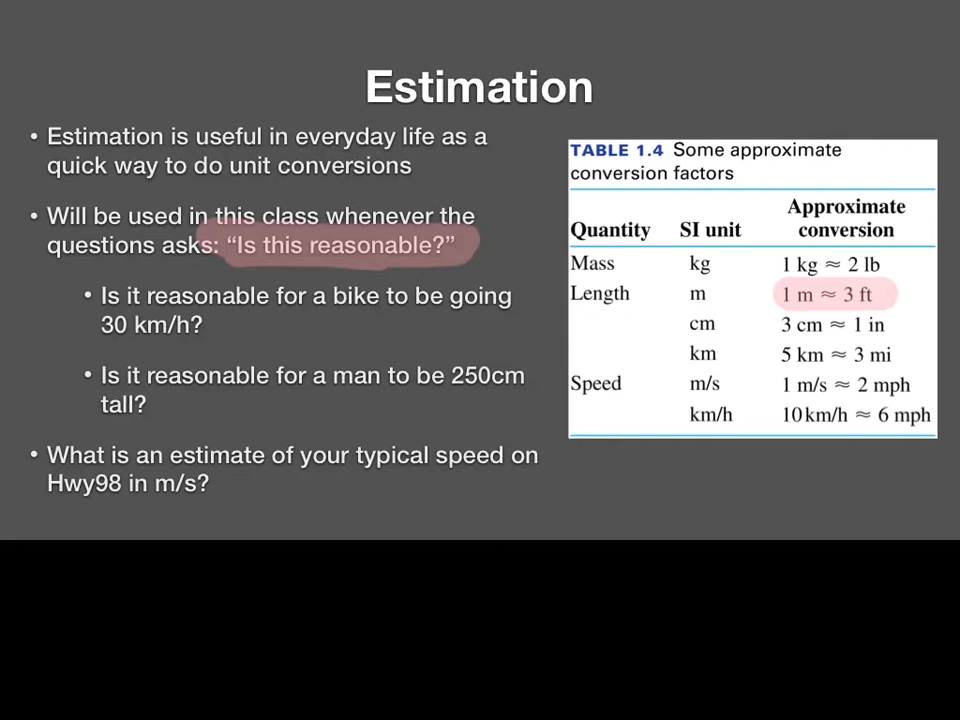 Estimation
• Estimation is useful in everyday life as a
quick way to do unit conversions
• Will be used in this class whenever the
questions asks: “Is this reasonable?”
• Is it reasonable for a bike to be going
30 km/h?
• Is it reasonable for a man to be 250cm
tall?
• What is an estimate of your typical speed on
Hwy98 in m/s?
TABLE 1.4 Some approximate
conversion factors
Quantity SI unit Approximate conversion
Mass kg 1 kg ≈ 2 lb
Length m 1 m ≈ 3 ft
cm 3 cm ≈ 1 in
km 5 km ≈ 3 mi
Speed m/s 1 m/s ≈ 2 mph
km/h 10 km/h ≈ 6 mph